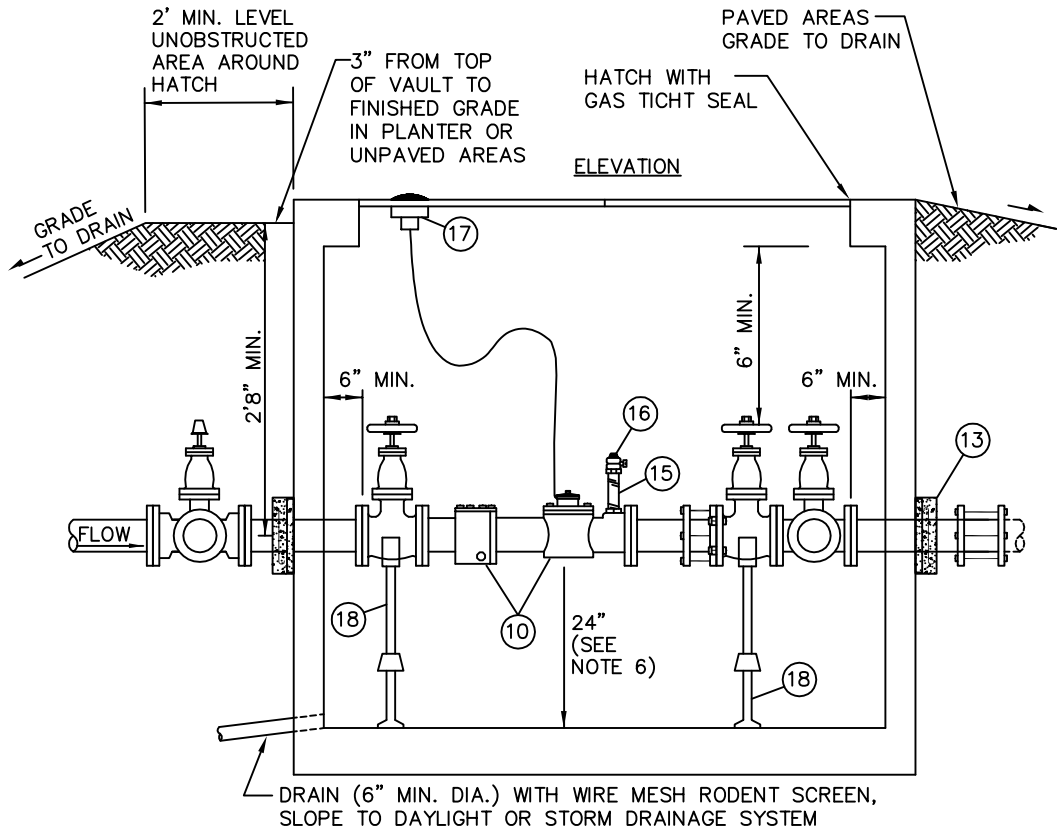 2' MIN. LEVEL
UNOBSTRUCTED
AREA AROUND
HATCH
3" FROM TOP
OF VAULT TO
FINISHED GRADE
IN PLANTER OR
UNPAVED AREAS
HATCH WITH
GAS TICHT SEAL
PAVED AREAS
GRADE TO DRAIN
ELEVATION
GRADE
TO DRAIN
17
2'8" MIN.
6" MIN.
6" MIN.
6" MIN.
16
15
13
FLOW
18
10
24"
(SEE
NOTE 6)
18
DRAIN (6" MIN. DIA.) WITH WIRE MESH RODENT SCREEN,
SLOPE TO DAYLIGHT OR STORM DRAINAGE SYSTEM